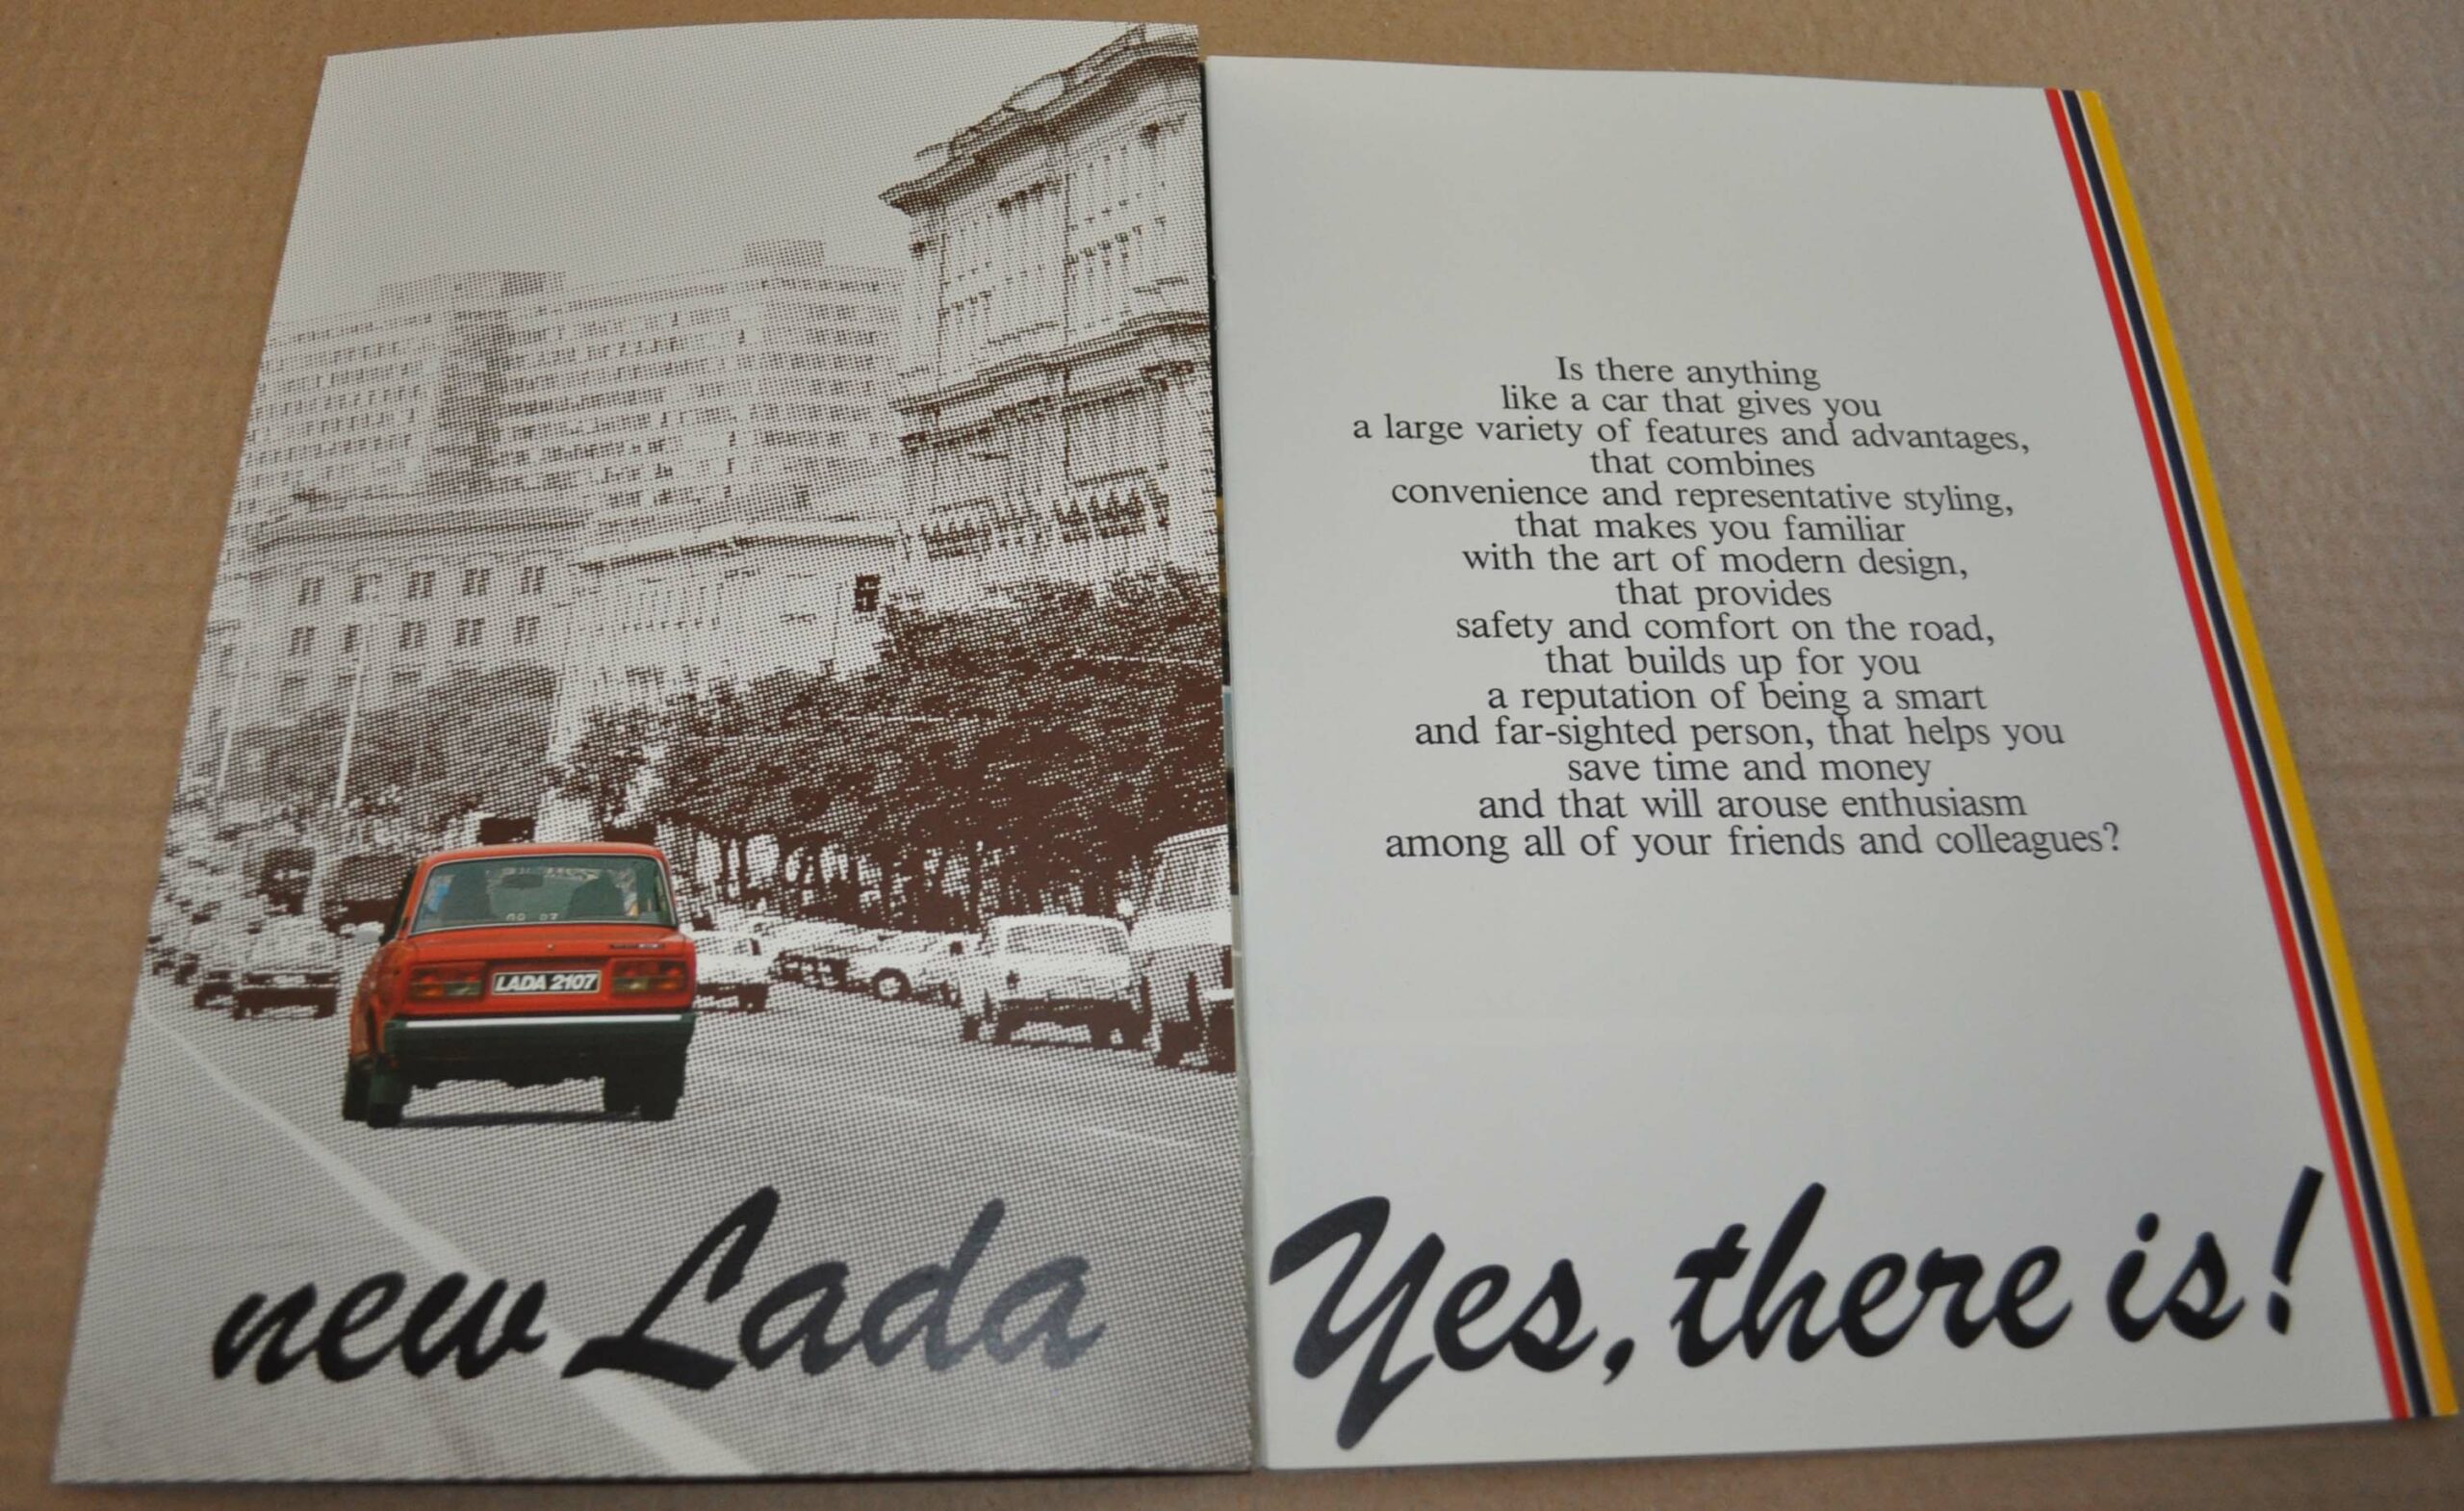 LADA 2107
new Lada
Is there anything
like a car that gives you
a large variety of features and advantages,
that combines
convenience and representative styling,
that makes you familiar
with the art of modern design,
that provides
safety and comfort on the road,
that builds up for you
a reputation of being a smart
and far-sighted person, that helps you
save time and money
and that will arouse enthusiasm
among all of your friends and colleagues?
Yes, there is!